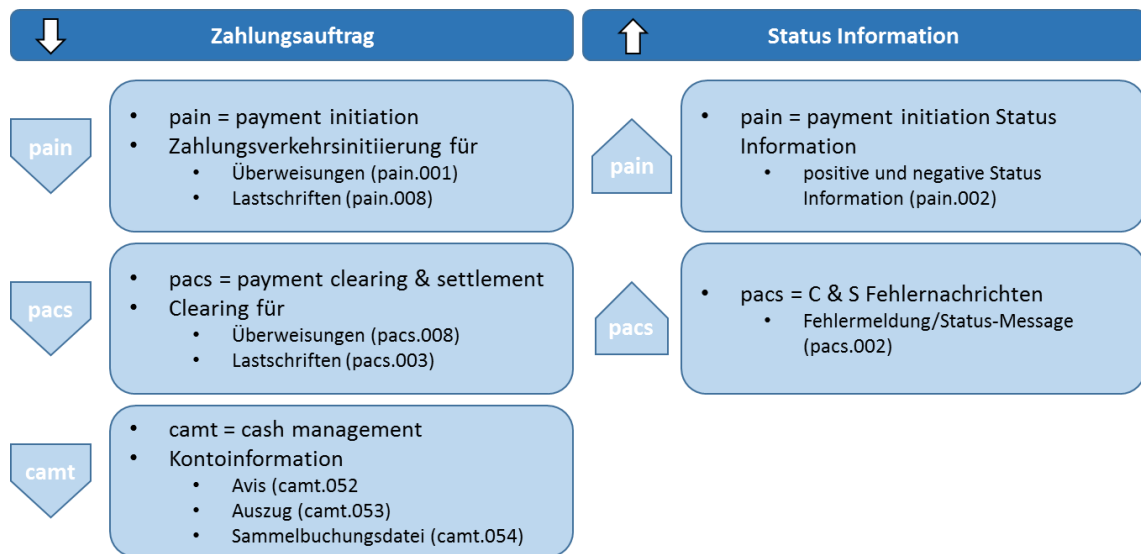 Zahlungsauftrag
pain
• pain = payment initiation
• Zahlungsverkehrsinitiierung für
• Überweisungen (pain.001)
• Lastschriften (pain.008)
pacs
• pacs = payment clearing & settlement
• Clearing für
• Überweisungen (pacs.008)
• Lastschriften (pacs.003)
camt
• camt = cash management
• Kontoinformation
• Avis (camt.052
• Auszug (camt.053)
• Sammelbuchungsdatei (camt.054)
Status Information
pain
• pain = payment initiation Status
Information
• positive und negative Status
Information (pain.002)
pacs
• pacs = C & S Fehlernachrichten
• Fehlermeldung/Status-Message
(pacs.002)